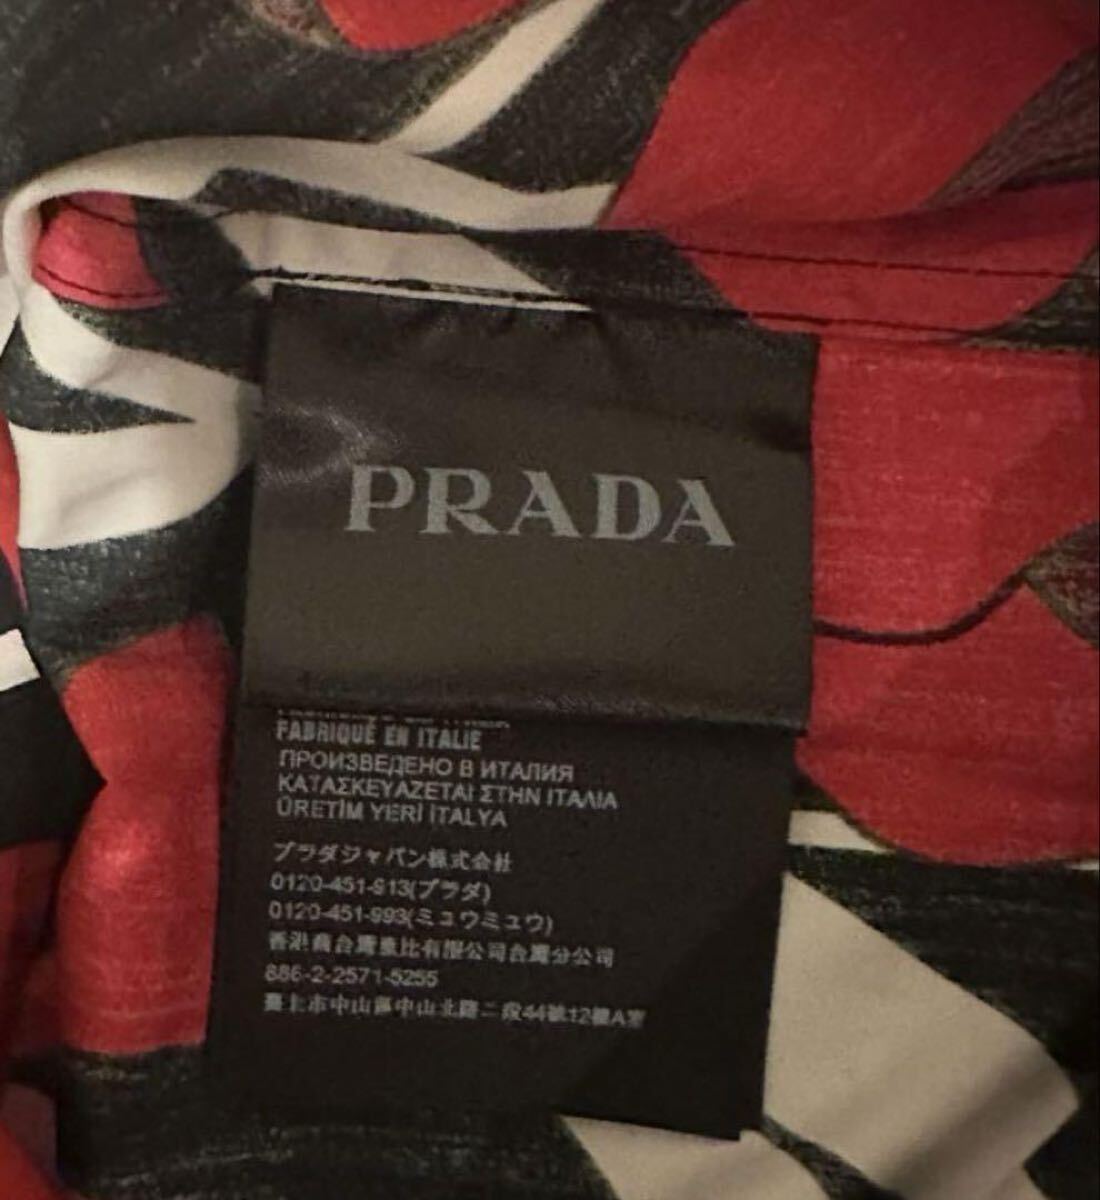 PRADA
FABRIQUÉ EN ITALIE
ПРОИЗВЕДЕНО В ИТАЛИЯ
ΚΑΤΑΣΚΕΥΑΖΕΤΑΙ ΣΤΗΝ ΙΤΑΛΙΑ
ÜRETİM YERİ İTALYA
プラダジャパン株式会社
0120-451-913(プラダ)
0120-451-993(ミュウミュウ)
香港商台灣普比有限公司台灣分公司
886-2-2571-5255
臺北市中山區中山北路二段44號12樓A室